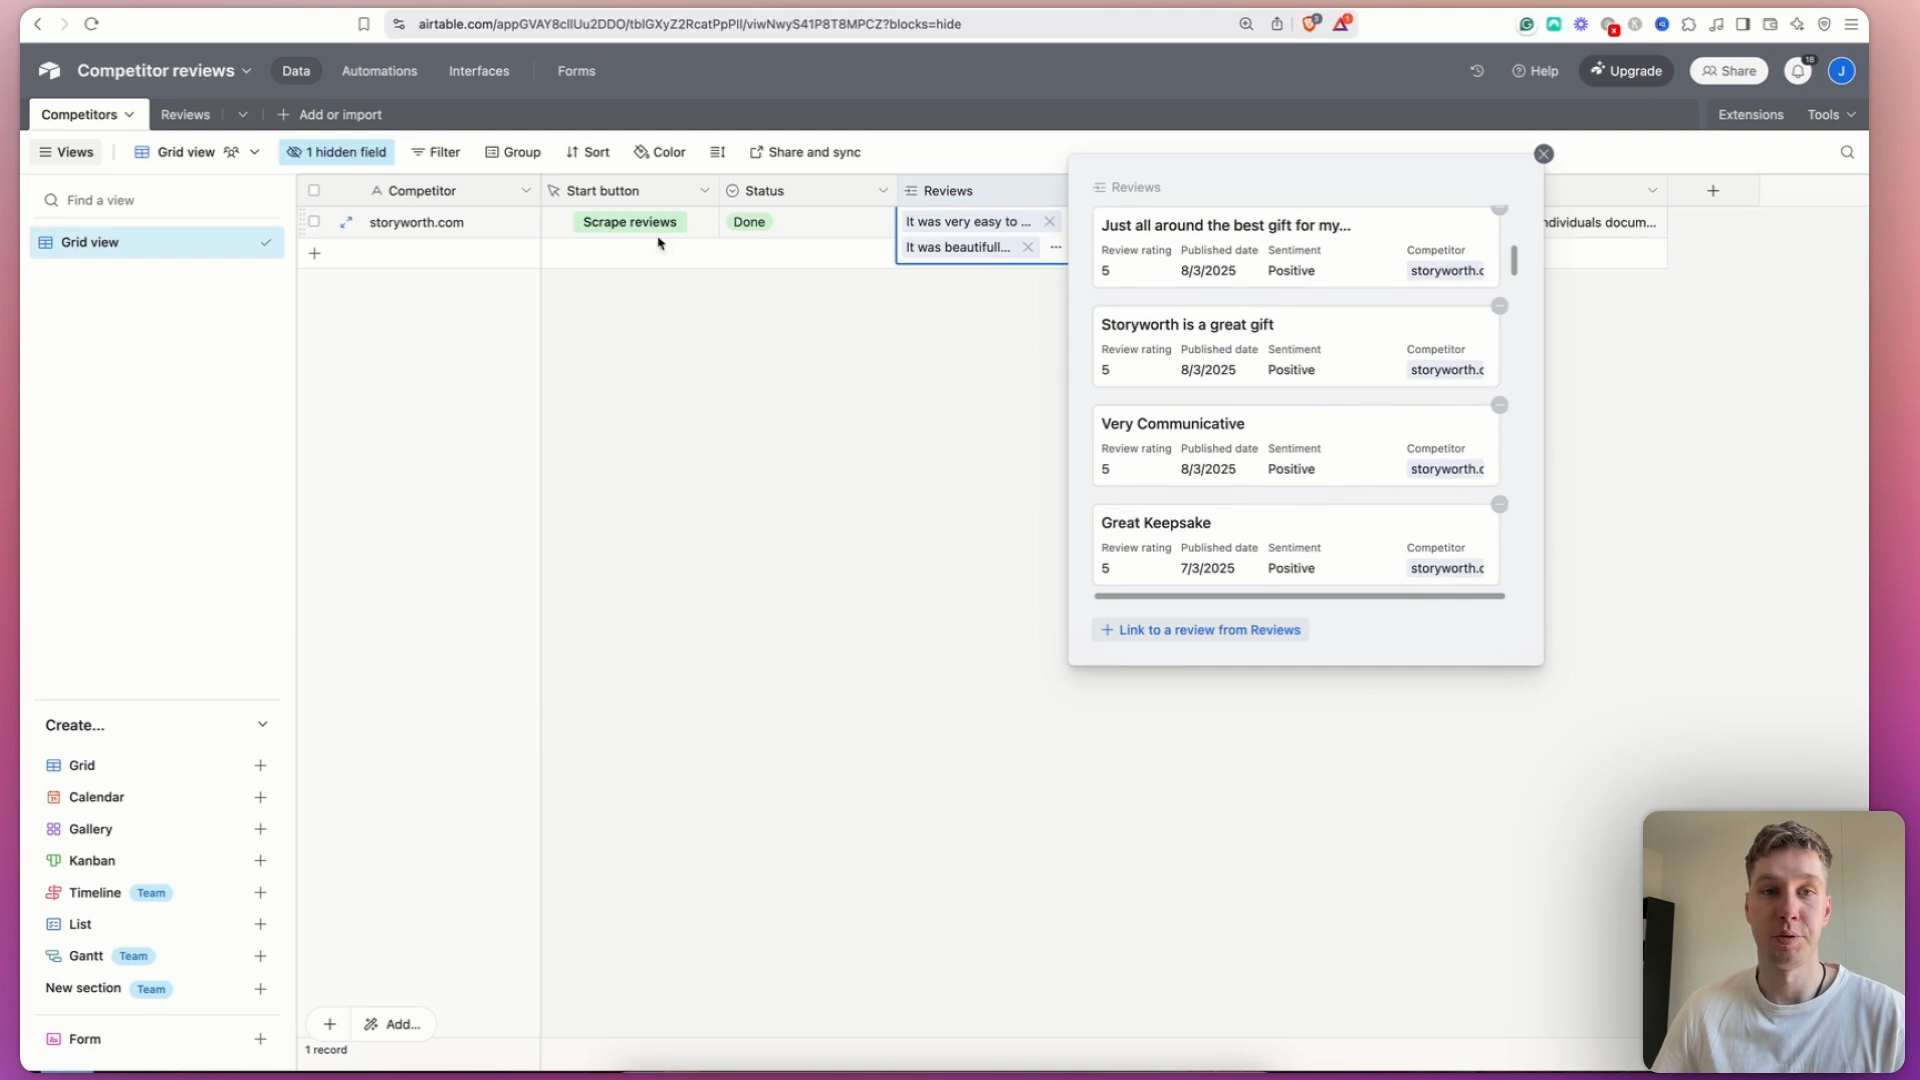 airtable.com/appGVAY8cIlUu2DDO/tblGXyZ2RcatPpPlI/viwNwyS41P8T8MPCZ?blocks=hide
Competitor reviews
Data
Automations
Interfaces
Forms
Help
Upgrade
Share
18
J
Competitors
Reviews
Add or import
Extensions
Tools
Views
Grid view
1 hidden field
Filter
Group
Sort
Color
Share and sync
Find a view
Grid view
Competitor
Start button
Status
Reviews
storyworth.com
Scrape reviews
Done
It was very easy to ...
It was beautifull...
ndividuals docum...
Reviews
Just all around the best gift for my...
Review rating Published date Sentiment Competitor
5 8/3/2025 Positive storyworth.c
Storyworth is a great gift
Review rating Published date Sentiment Competitor
5 8/3/2025 Positive storyworth.c
Very Communicative
Review rating Published date Sentiment Competitor
5 8/3/2025 Positive storyworth.c
Great Keepsake
Review rating Published date Sentiment Competitor
5 7/3/2025 Positive storyworth.c
Link to a review from Reviews
Create...
Grid
Calendar
Gallery
Kanban
Timeline Team
List
Gantt Team
New section Team
Form
Add...
1 record